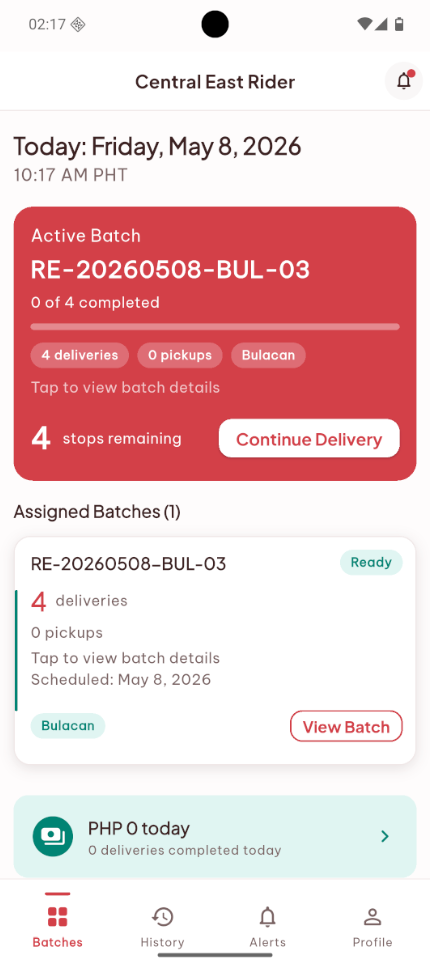 02:17
Central East Rider
Today: Friday, May 8, 2026
10:17 AM PHT
Active Batch
RE-20260508-BUL-03
0 of 4 completed
4 deliveries
0 pickups
Bulacan
Tap to view batch details
4 stops remaining
Continue Delivery
Assigned Batches (1)
RE-20260508-BUL-03
Ready
4 deliveries
0 pickups
Tap to view batch details
Scheduled: May 8, 2026
Bulacan
View Batch
PHP 0 today
0 deliveries completed today
Batches
History
Alerts
Profile